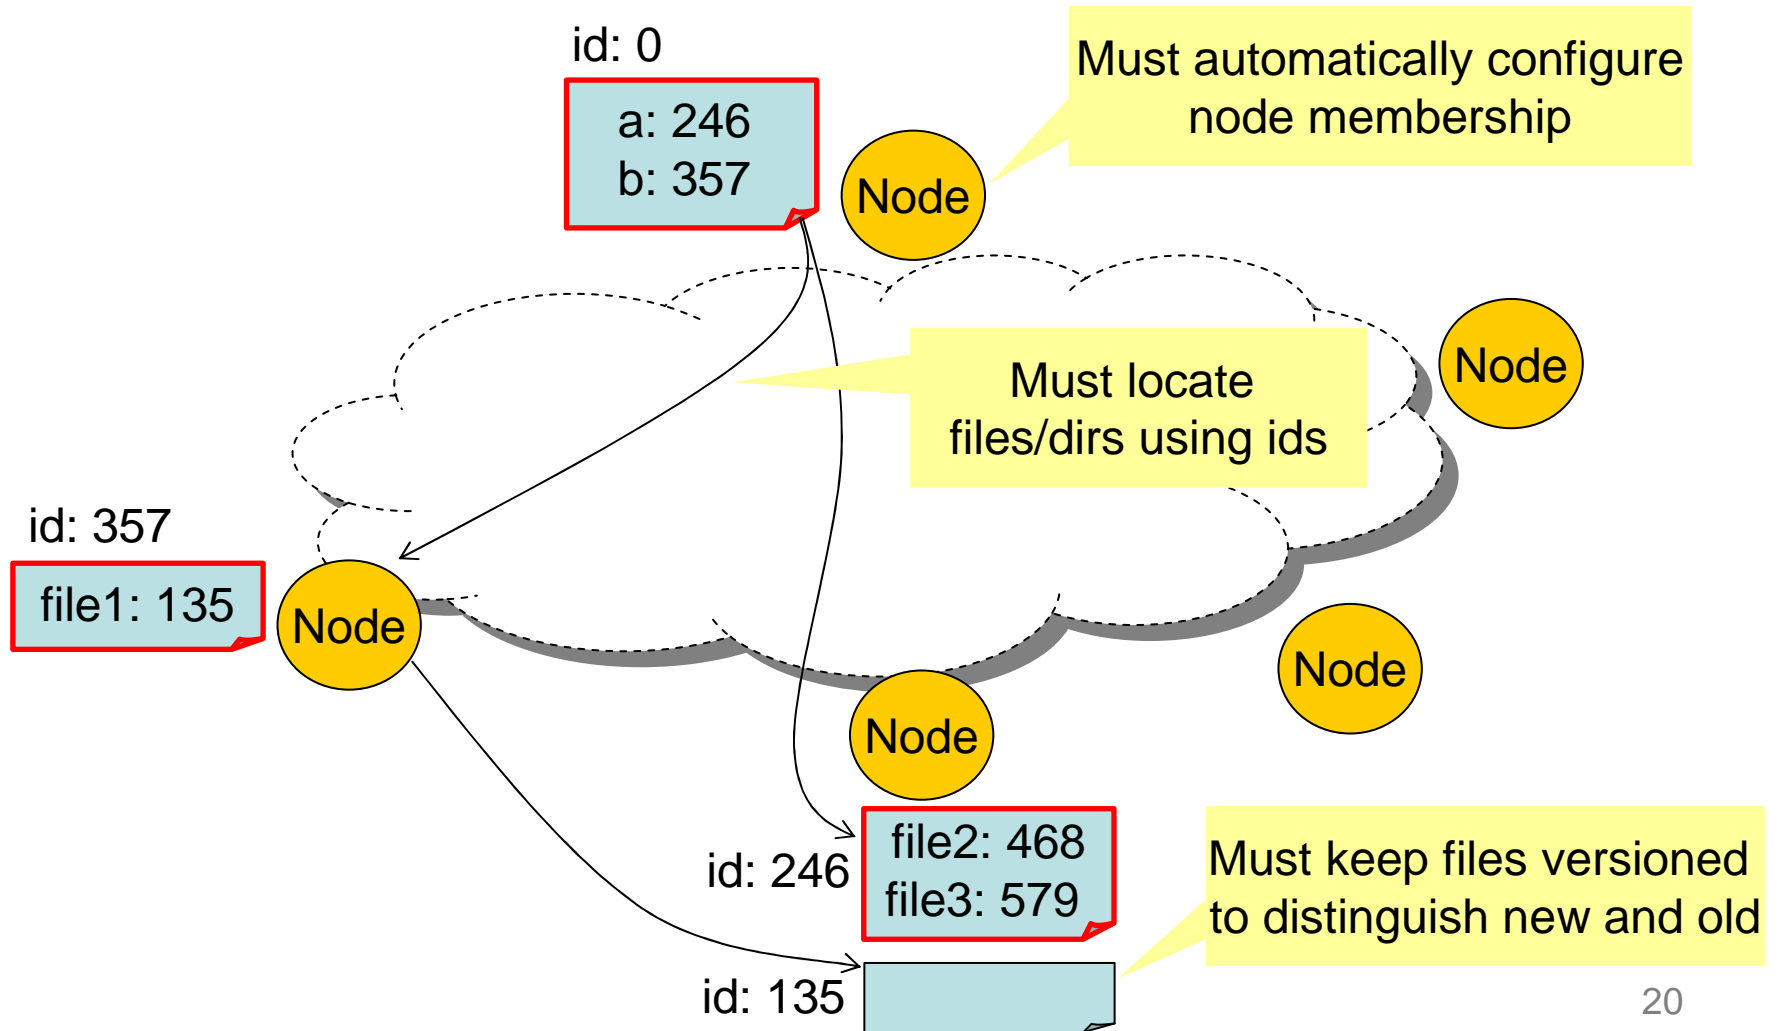 id: 0
a: 246
b: 357
Must automatically configure
node membership
Node
Node
Must locate
files/dirs using ids
id: 357
file1: 135
Node
Node
Node
id: 246
file2: 468
file3: 579
Must keep files versioned
to distinguish new and old
id: 135
20